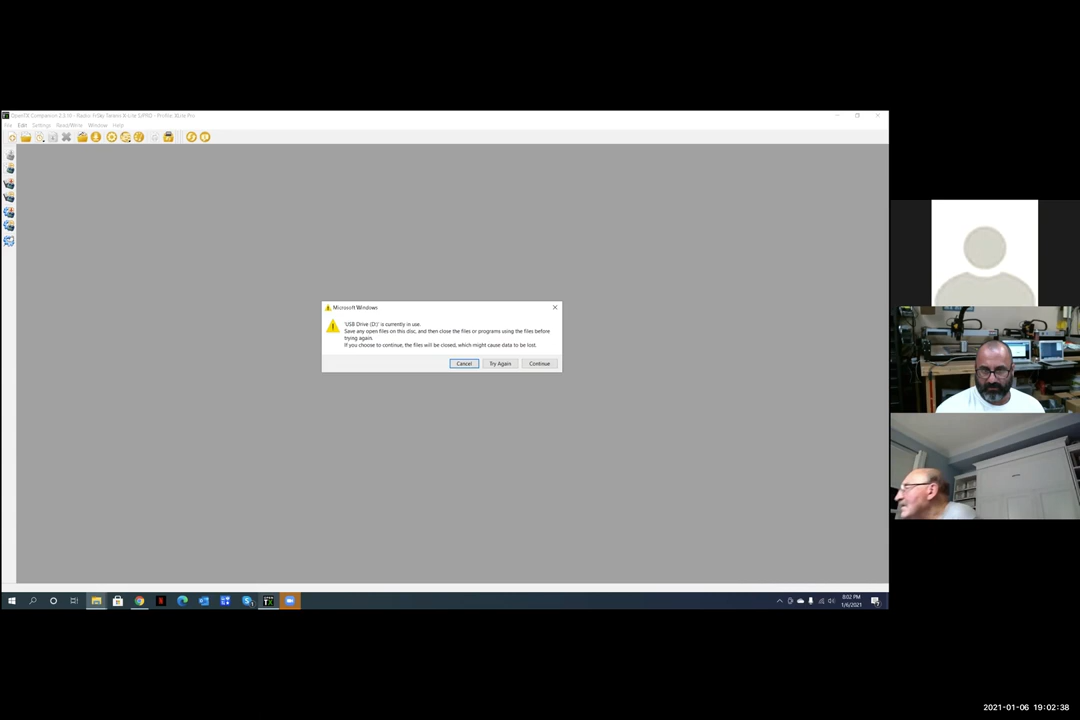 OpenTX Companion 2.3.10 - Radio: FrSky Taranis X-Lite S/PRO - Profile: XLite Pro
File Edit Settings Read/Write Window Help
Microsoft Windows
'USB Drive (D:)' is currently in use.
Save any open files on this disc, and then close the files or programs using the files before
trying again.
If you choose to continue, the files will be closed, which might cause data to be lost.
Cancel Try Again Continue
8:02 PM
1/6/2021
2021-01-06 19:02:38